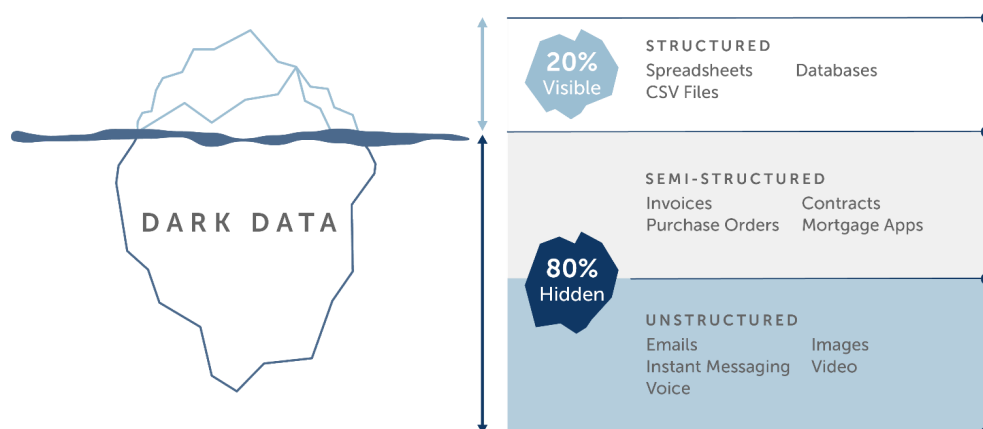 DARK DATA
20%
Visible
STRUCTURED
Spreadsheets Databases
CSV Files
80%
Hidden
SEMI-STRUCTURED
Invoices Contracts
Purchase Orders Mortgage Apps
UNSTRUCTURED
Emails Images
Instant Messaging Video
Voice